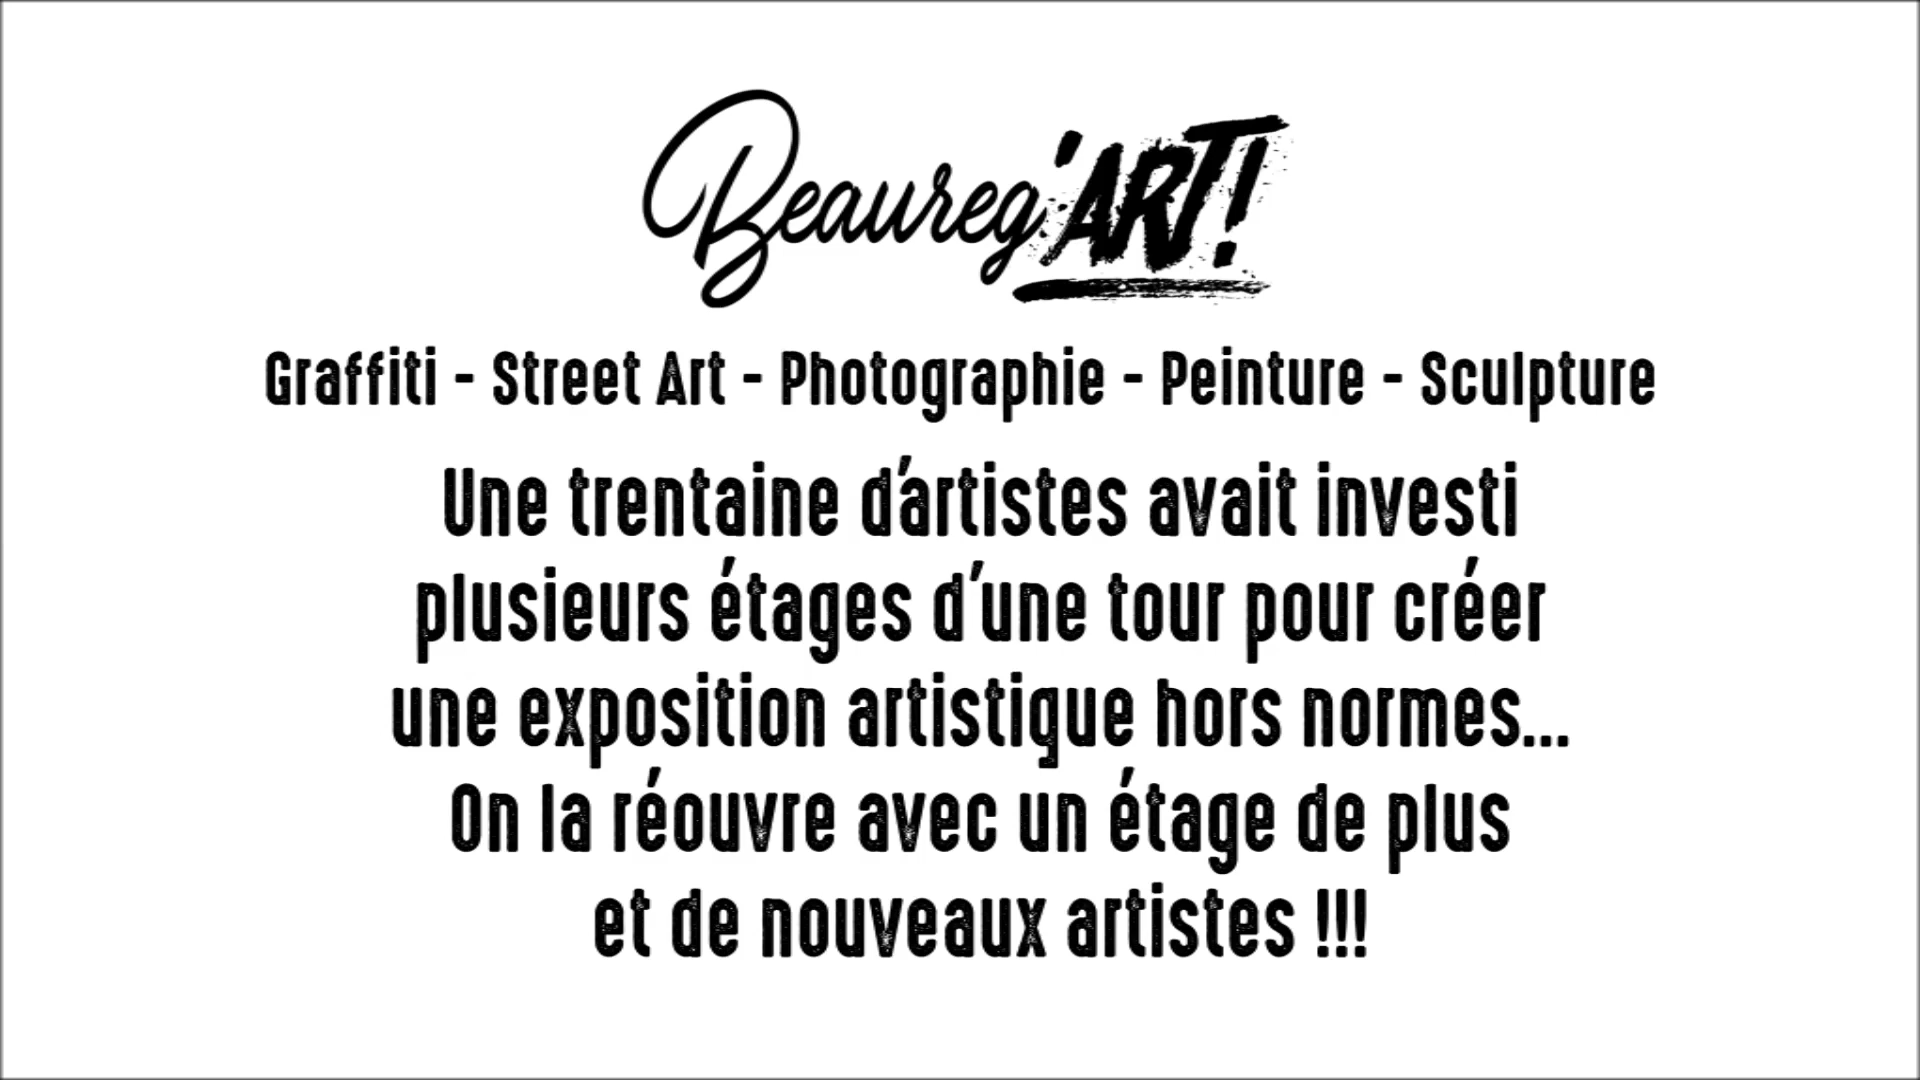 Beaureg'ART!
Graffiti - Street Art - Photographie - Peinture - Sculpture
Une trentaine d'artistes avait investi
plusieurs étages d'une tour pour créer
une exposition artistique hors normes...
On la réouvre avec un étage de plus
et de nouveaux artistes !!!